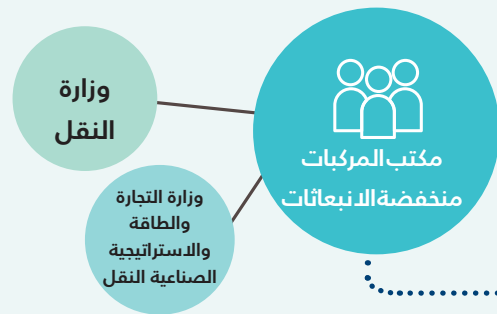 وزارة
النقل
مكتب المركبات
منخفضة الانبعاثات
وزارة التجارة
والطاقة
والاستراتيجية
الصناعية النقل